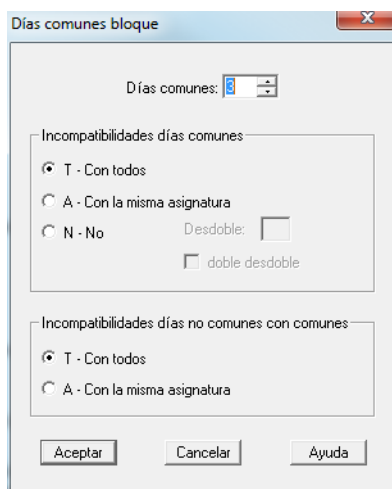 Días comunes bloque
Días comunes: 3
Incompatibilidades días comunes
T - Con todos
A - Con la misma asignatura
N - No Desdoble:
doble desdoble
Incompatibilidades días no comunes con comunes
T - Con todos
A - Con la misma asignatura
Aceptar Cancelar Ayuda